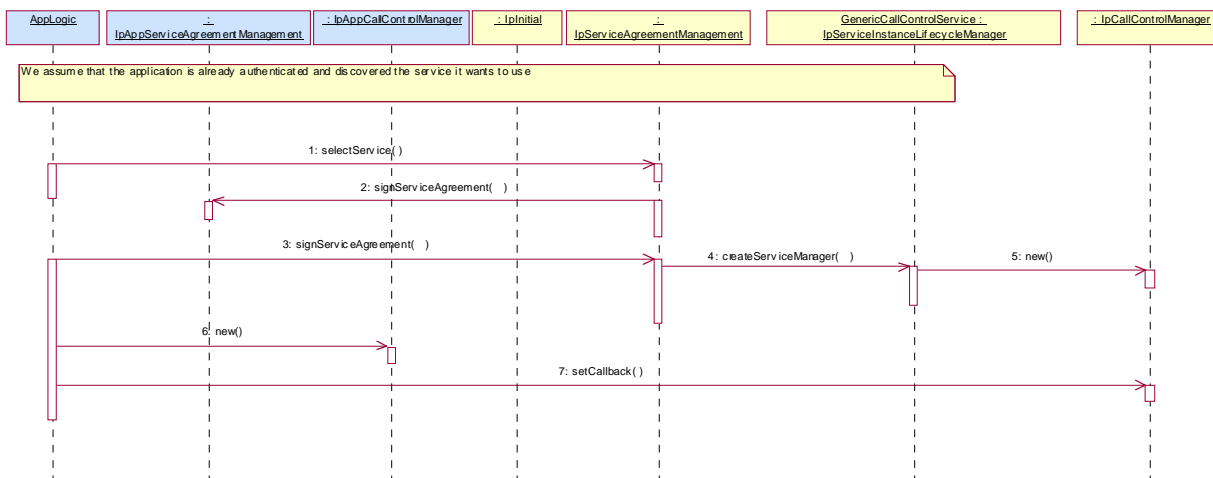 AppLogic
:
IpAppServiceAgreementManagement
: IpAppCallControlManager
: IpInitial
:
IpServiceAgreementManagement
GenericCallControlService :
IpServiceInstanceLifecycleManager
: IpCallControlManager
We assume that the application is already authenticated and discovered the service it wants to use
1: selectService( )
2: signServiceAgreement( )
3: signServiceAgreement( )
4: createServiceManager( )
5: new()
6: new()
7: setCallback( )